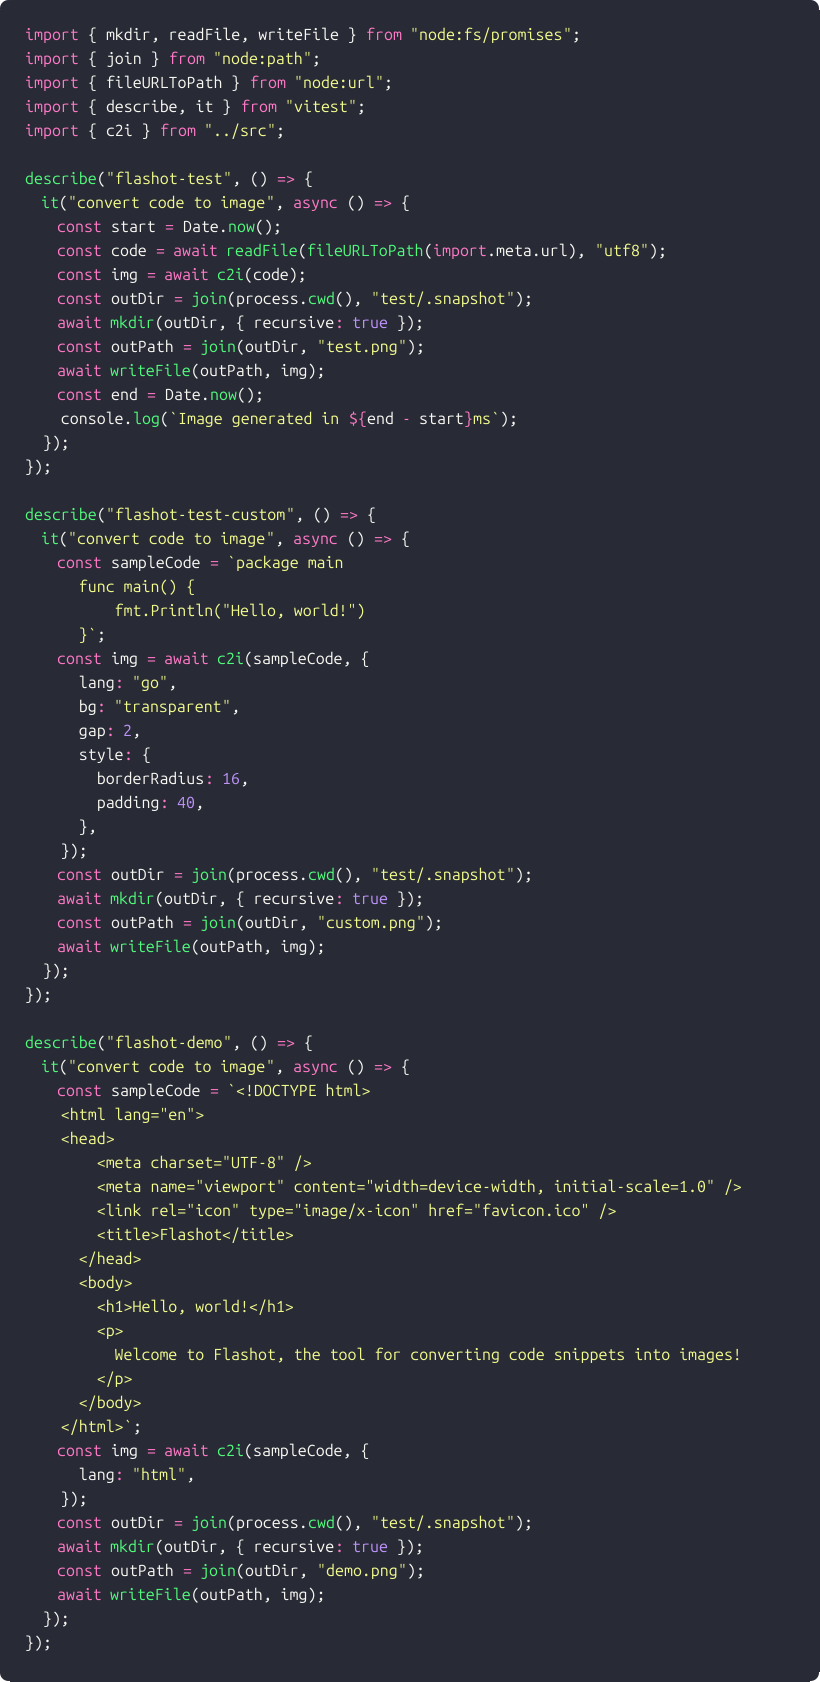 import { mkdir, readFile, writeFile } from "node:fs/promises";
import { join } from "node:path";
import { fileURLToPath } from "node:url";
import { describe, it } from "vitest";
import { c2i } from "../src";

describe("flashot-test", () => {
  it("convert code to image", async () => {
    const start = Date.now();
    const code = await readFile(fileURLToPath(import.meta.url), "utf8");
    const img = await c2i(code);
    const outDir = join(process.cwd(), "test/.snapshot");
    await mkdir(outDir, { recursive: true });
    const outPath = join(outDir, "test.png");
    await writeFile(outPath, img);
    const end = Date.now();
    console.log(`Image generated in ${end - start}ms`);
  });
});

describe("flashot-test-custom", () => {
  it("convert code to image", async () => {
    const sampleCode = `package main
      func main() {
          fmt.Println("Hello, world!")
      }`;
    const img = await c2i(sampleCode, {
      lang: "go",
      bg: "transparent",
      gap: 2,
      style: {
        borderRadius: 16,
        padding: 40,
      },
    });
    const outDir = join(process.cwd(), "test/.snapshot");
    await mkdir(outDir, { recursive: true });
    const outPath = join(outDir, "custom.png");
    await writeFile(outPath, img);
  });
});

describe("flashot-demo", () => {
  it("convert code to image", async () => {
    const sampleCode = `<!DOCTYPE html>
    <html lang="en">
    <head>
        <meta charset="UTF-8" />
        <meta name="viewport" content="width=device-width, initial-scale=1.0" />
        <link rel="icon" type="image/x-icon" href="favicon.ico" />
        <title>Flashot</title>
      </head>
      <body>
        <h1>Hello, world!</h1>
        <p>
          Welcome to Flashot, the tool for converting code snippets into images!
        </p>
      </body>
    </html>`;
    const img = await c2i(sampleCode, {
      lang: "html",
    });
    const outDir = join(process.cwd(), "test/.snapshot");
    await mkdir(outDir, { recursive: true });
    const outPath = join(outDir, "demo.png");
    await writeFile(outPath, img);
  });
});